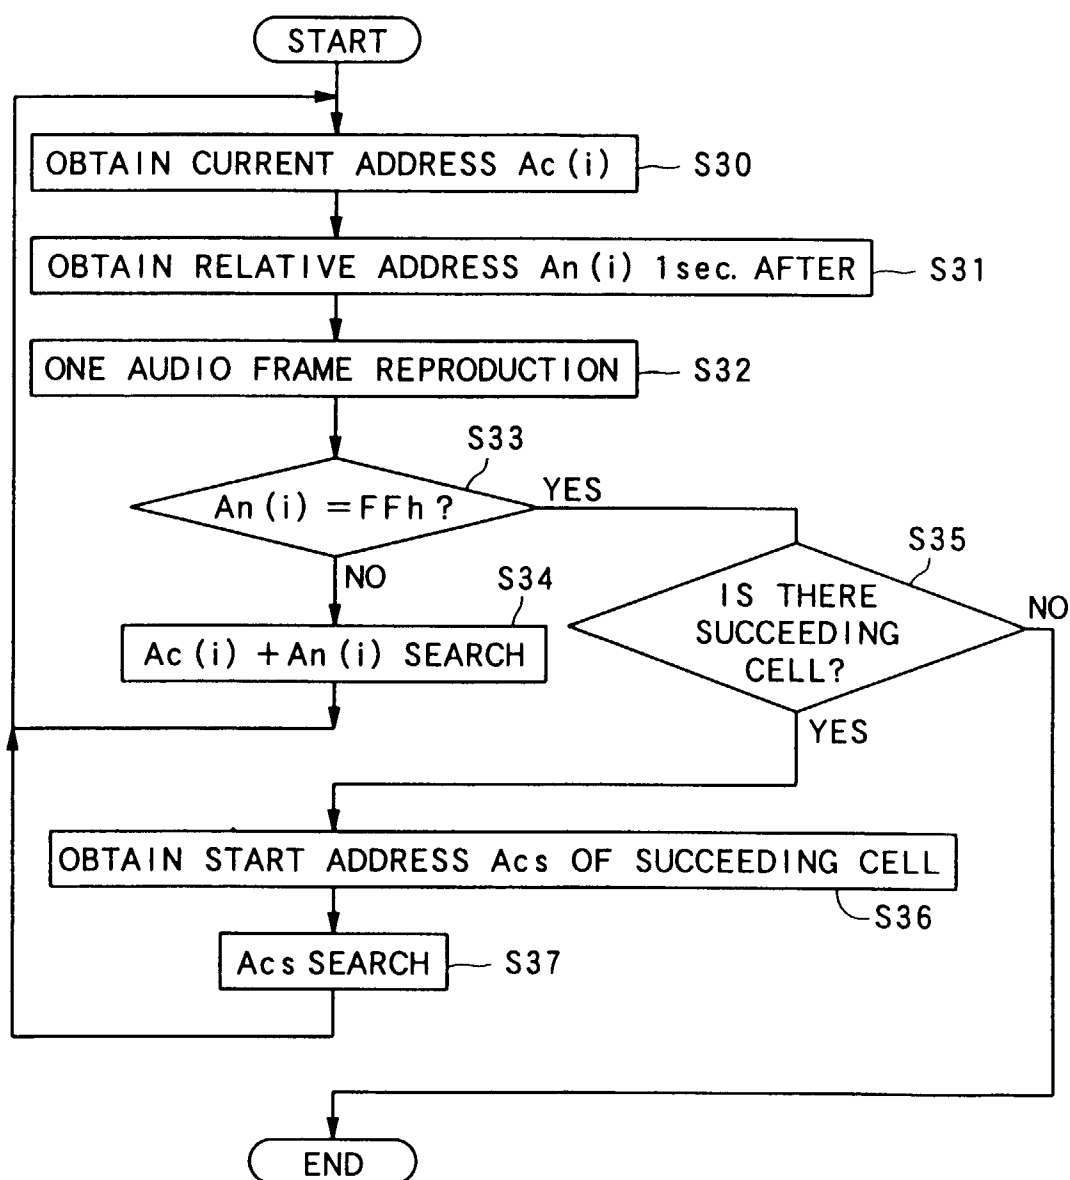 START
OBTAIN CURRENT ADDRESS Ac(i)
S30
OBTAIN RELATIVE ADDRESS An(i) 1sec. AFTER
S31
ONE AUDIO FRAME REPRODUCTION
S32
S33
An(i)=FFh?
YES
NO
S34
Ac(i)+An(i) SEARCH
S35
IS THERE
SUCCEEDING
CELL?
NO
YES
OBTAIN START ADDRESS Acs OF SUCCEEDING CELL
S36
Acs SEARCH
S37
END